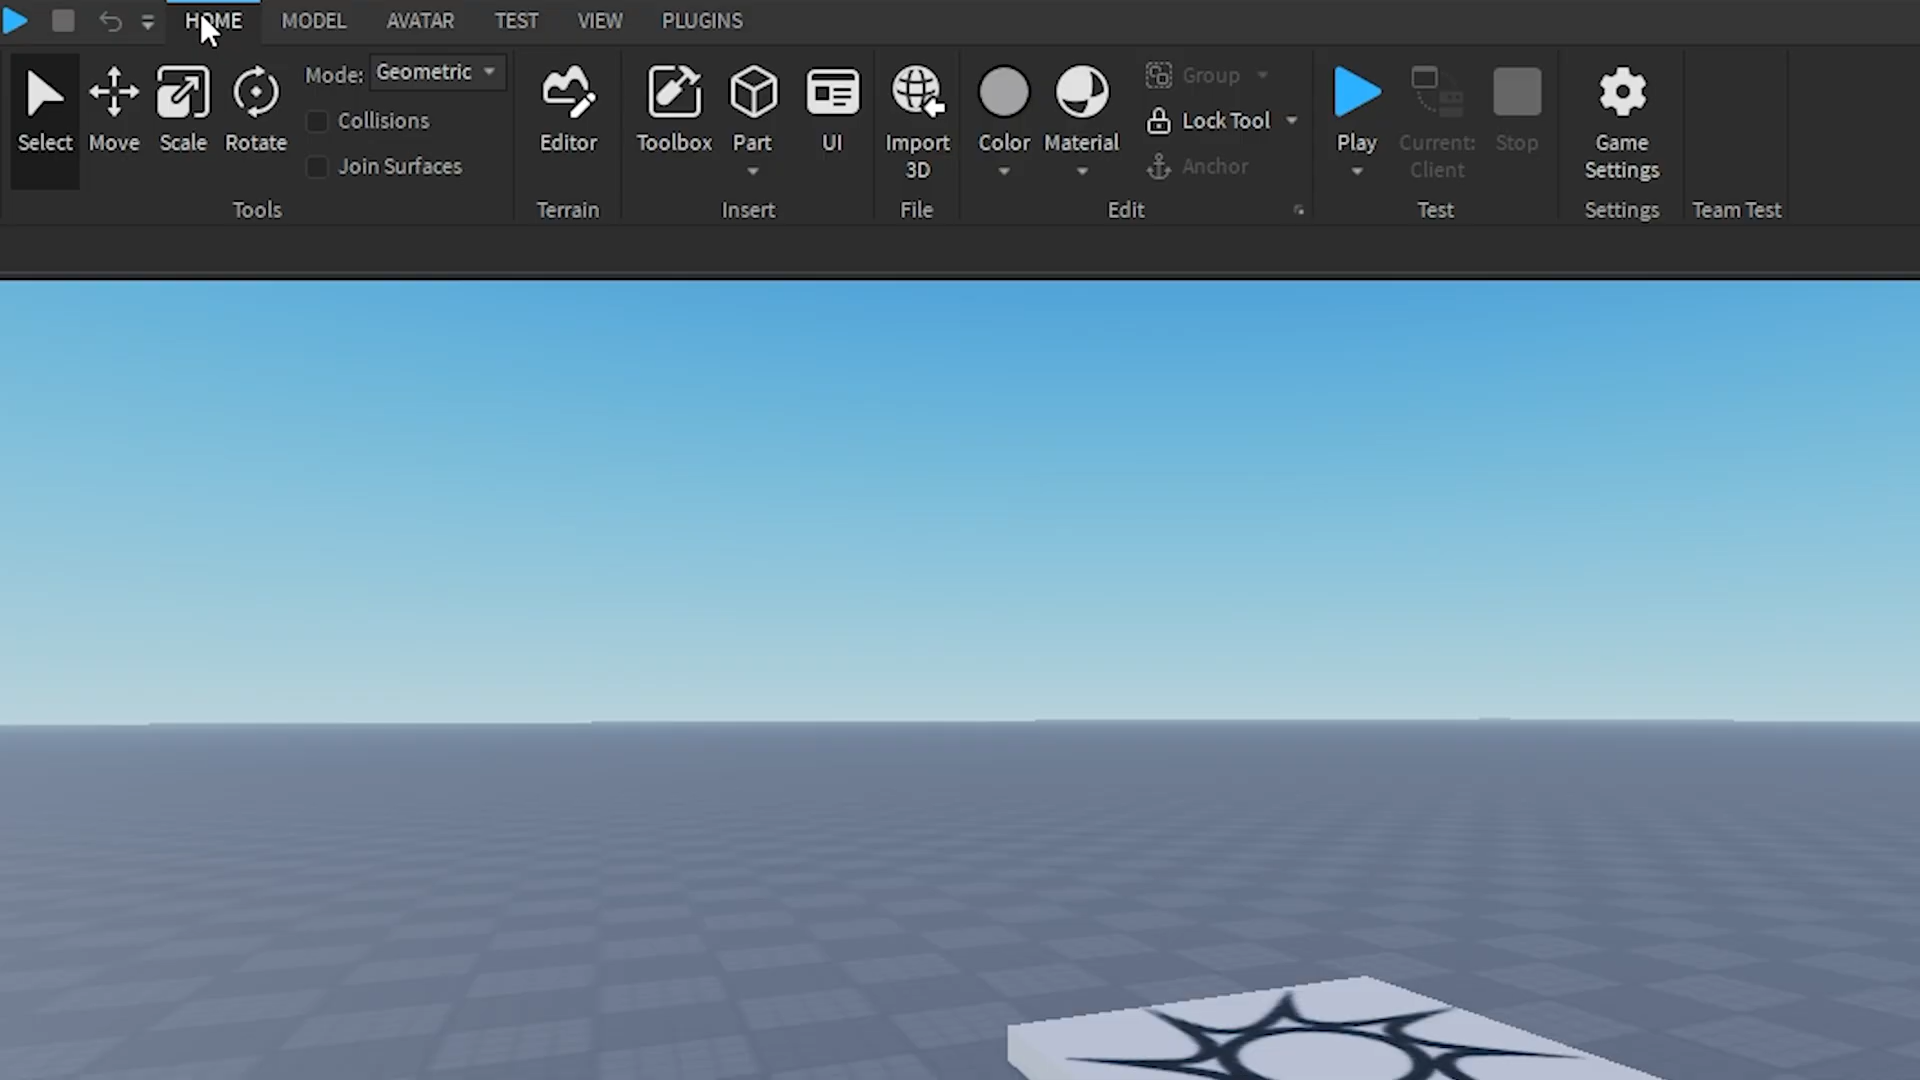 HOME MODEL AVATAR TEST VIEW PLUGINS
Select Move Scale Rotate
Mode: Geometric
Collisions
Join Surfaces
Tools
Editor
Terrain
Toolbox Part UI
Insert
Import
3D
File
Color Material
Group
Lock Tool
Anchor
Edit
Play
Current:
Client
Stop
Test
Game
Settings
Settings
Team Test